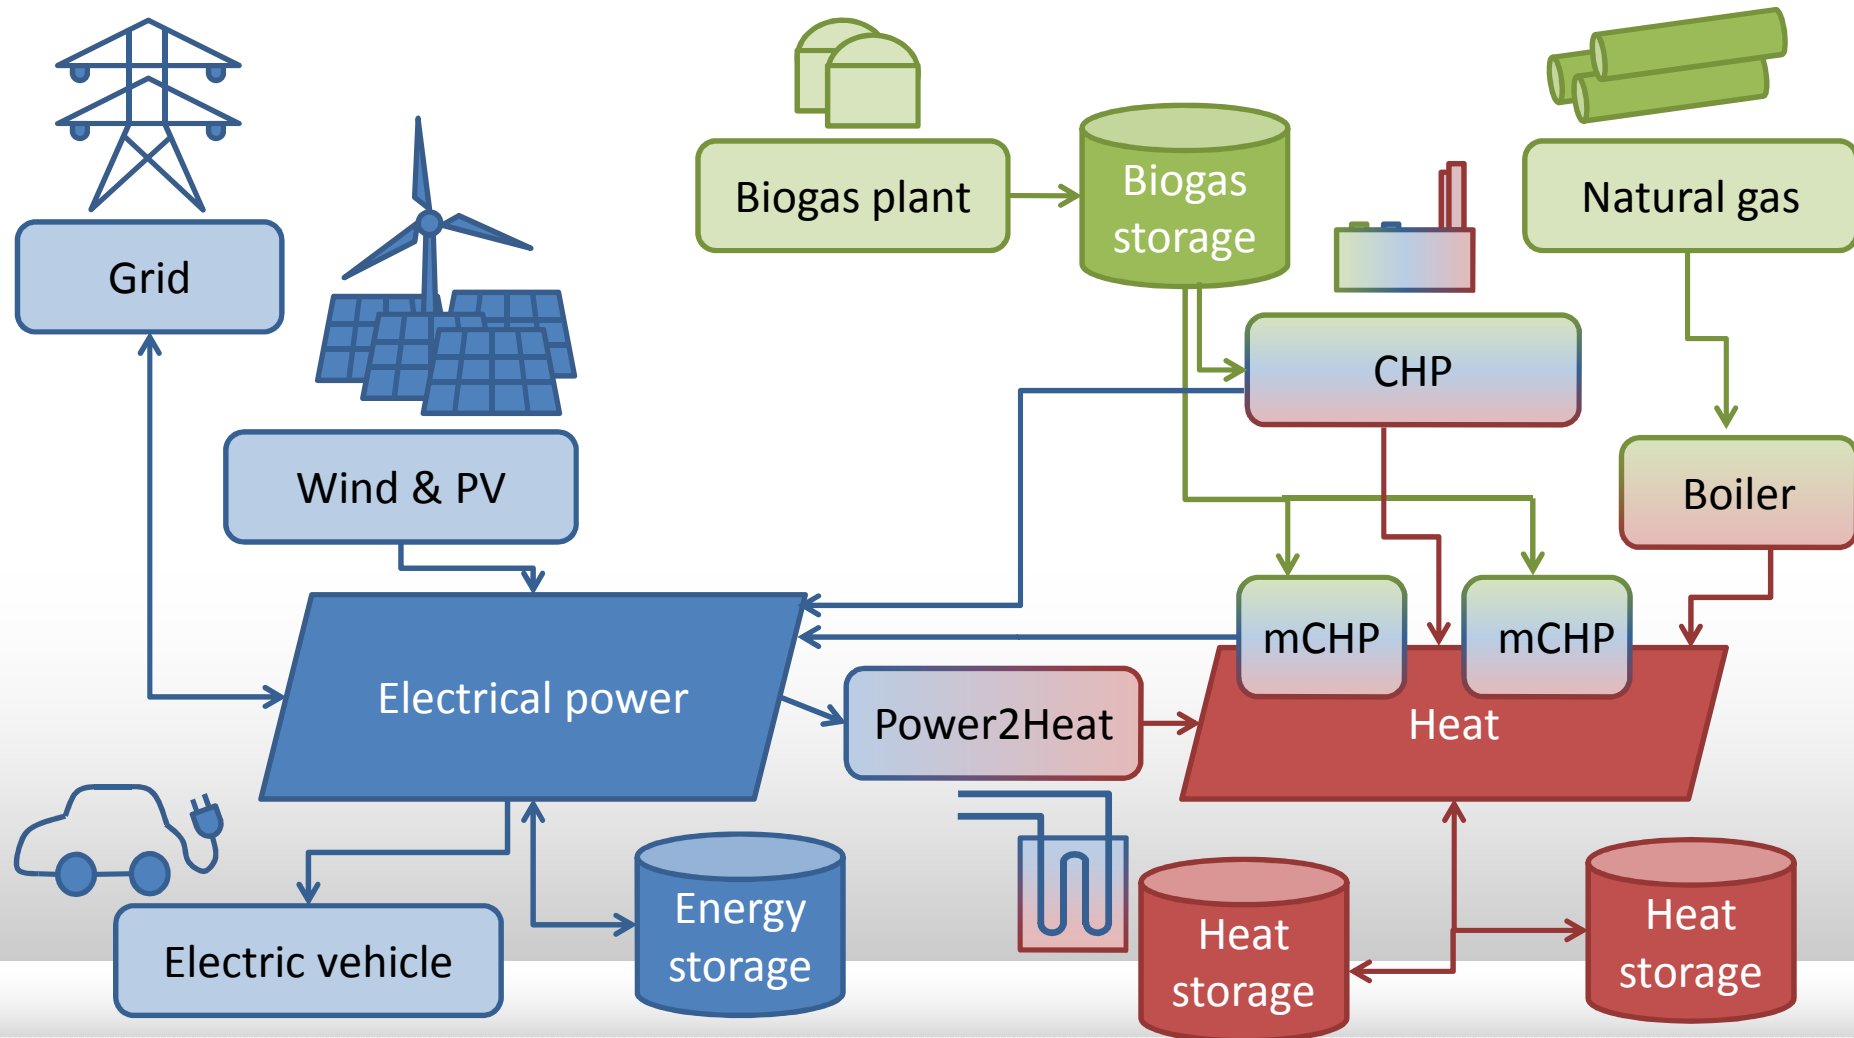 Biogas plant
Biogas
storage
Natural gas
Grid
CHP
Wind & PV
Boiler
mCHP
mCHP
Electrical power
Power2Heat
Heat
Energy
storage
Heat
storage
Heat
storage
Electric vehicle